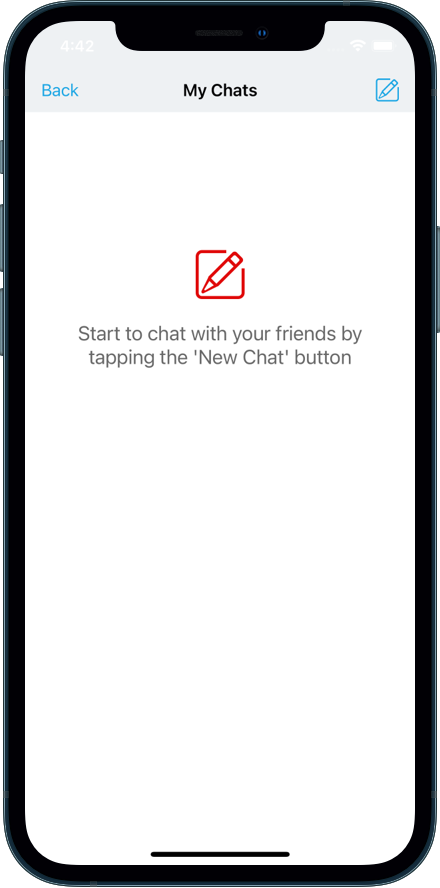 4:42
Back
My Chats
Start to chat with your friends by
tapping the 'New Chat' button